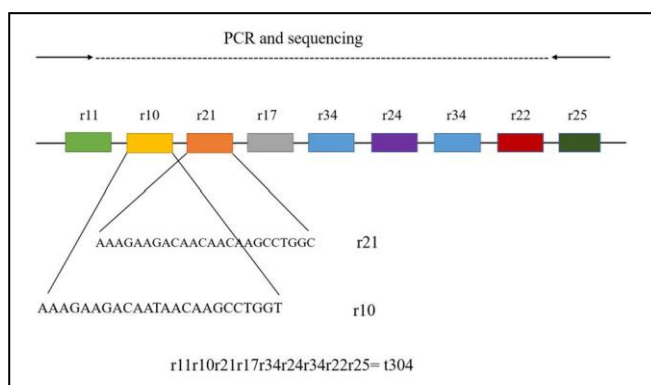 PCR and sequencing
r11 r10 r21 r17 r34 r24 r34 r22 r25
AAAGAAGACAACAACAAGCCTGGC r21
AAAGAAGACAATAACAAGCCTGGT r10
r11r10r21r17r34r24r34r22r25= t304